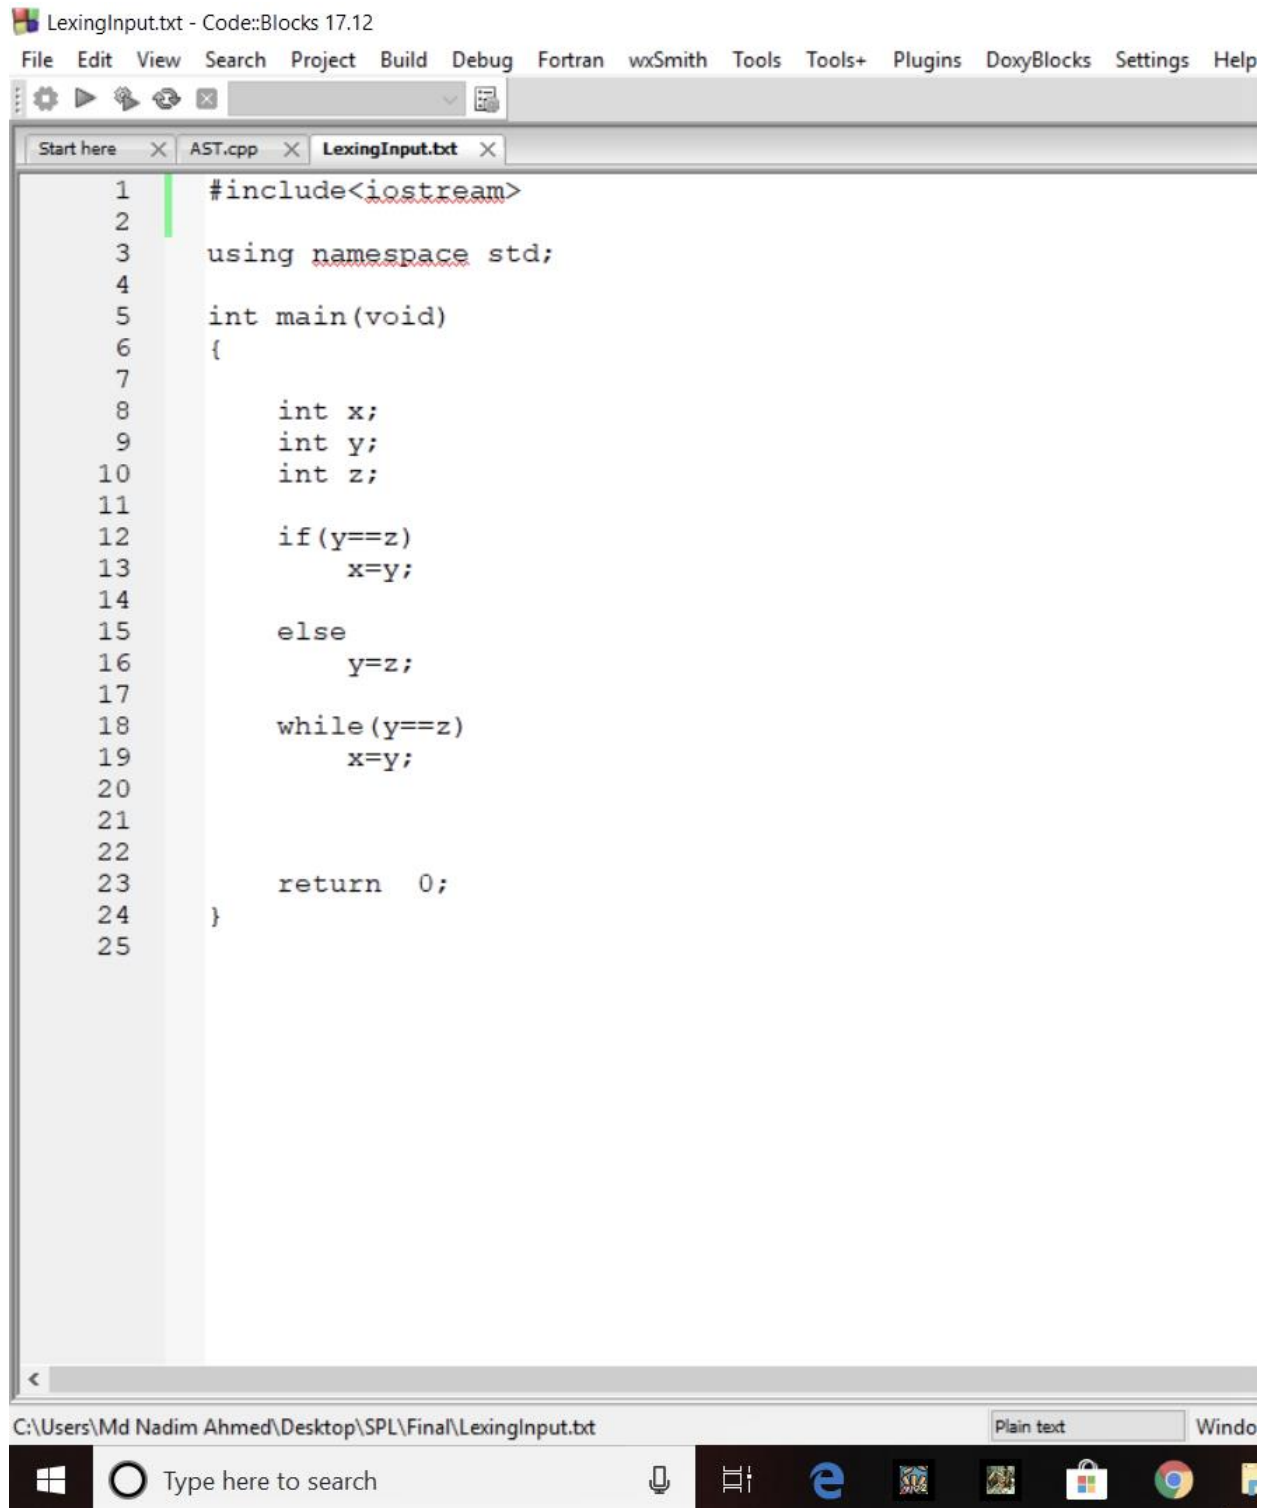 LexingInput.txt - Code::Blocks 17.12
File Edit View Search Project Build Debug Fortran wxSmith Tools Tools+ Plugins DoxyBlocks Settings Help
Start here AST.cpp LexingInput.txt
1 #include<iostream>
2
3 using namespace std;
4
5 int main(void)
6 {
7
8 int x;
9 int y;
10 int z;
11
12 if(y==z)
13 x=y;
14
15 else
16 y=z;
17
18 while(y==z)
19 x=y;
20
21
22
23 return  0;
24 }
25
C:\Users\Md Nadim Ahmed\Desktop\SPL\Final\LexingInput.txt Plain text Windo
Type here to search